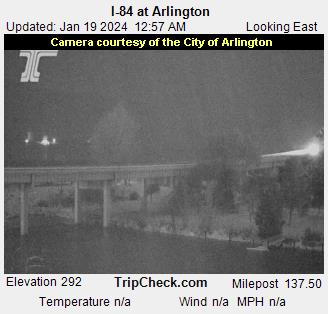 I-84 at Arlington
Updated: Jan 19 2024 12:57 AM Looking East
Camera courtesy of the City of Arlington
Elevation 292 TripCheck.com Milepost 137.50
Temperature n/a Wind n/a MPH n/a